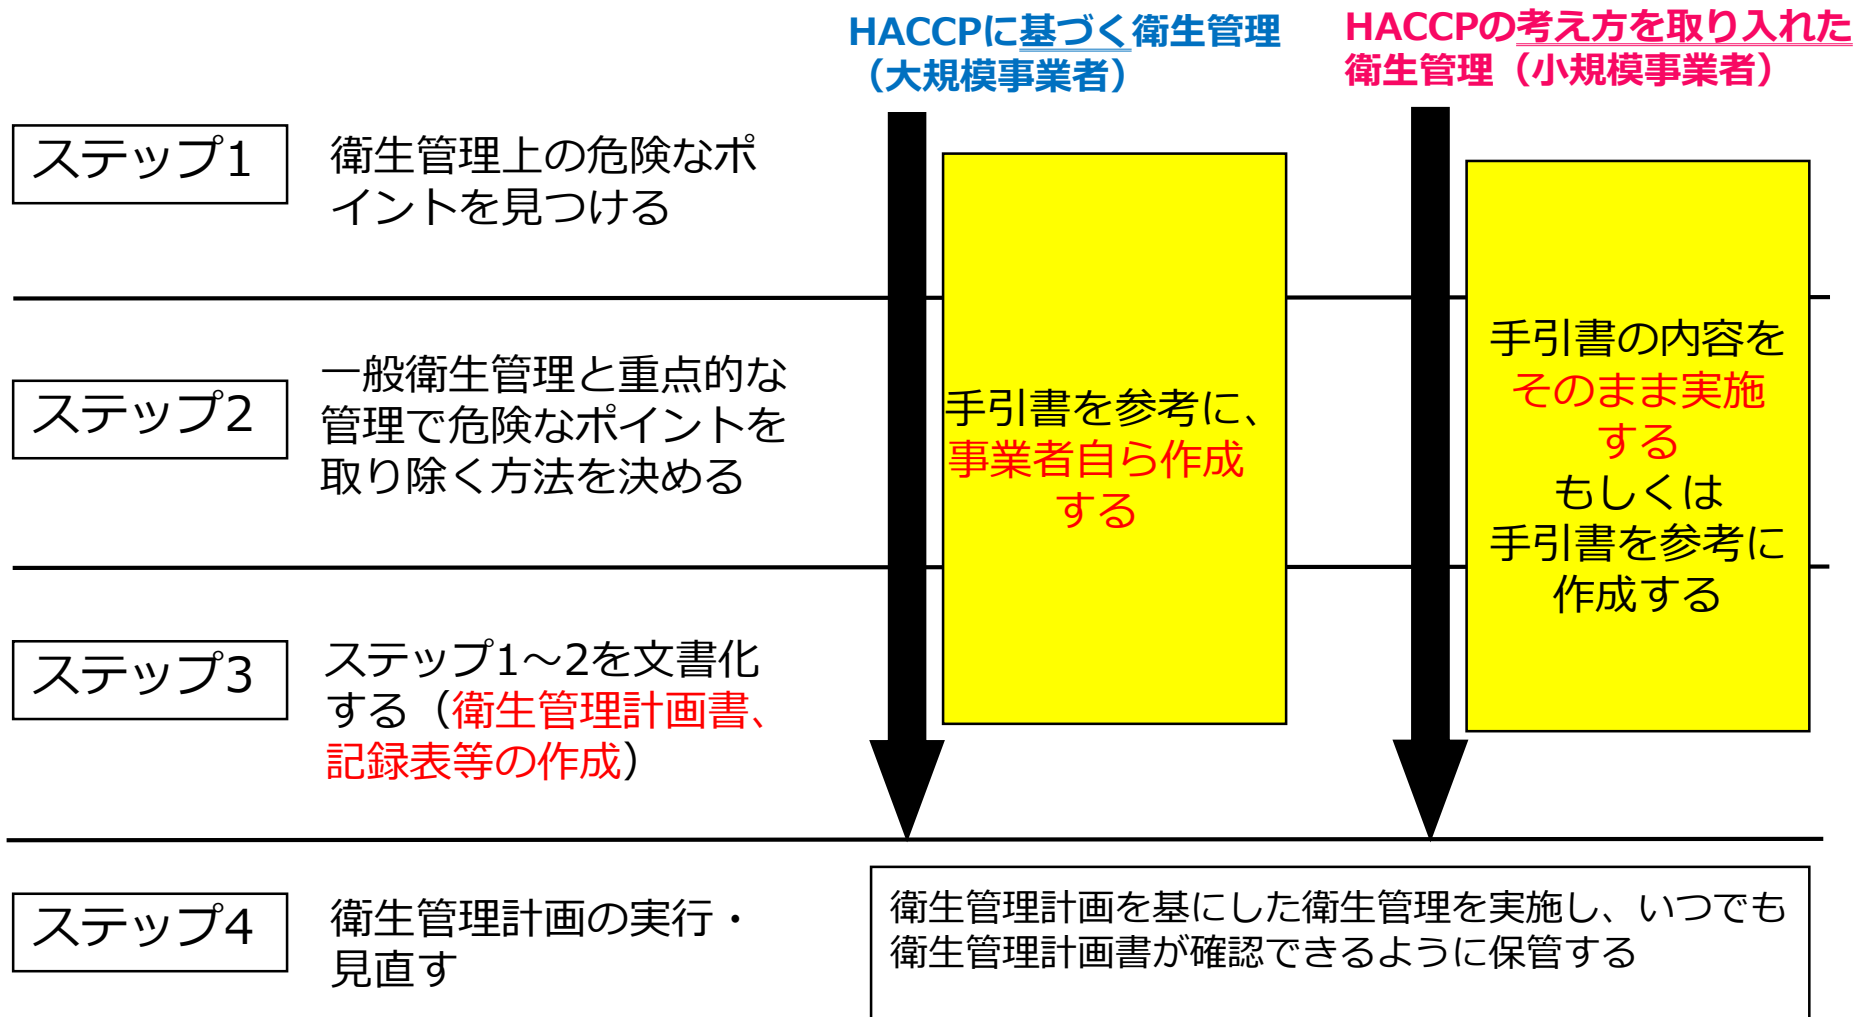 HACCPに基づく衛生管理
（大規模事業者）
HACCPの考え方を取り入れた
衛生管理（小規模事業者）
ステップ1
衛生管理上の危険なポ
イントを見つける
ステップ2
一般衛生管理と重点的な
管理で危険なポイントを
取り除く方法を決める
手引書を参考に、
事業者自ら作成
する
手引書の内容を
そのまま実施
する
もしくは
手引書を参考に
作成する
ステップ3
ステップ1～2を文書化
する（衛生管理計画書、
記録表等の作成）
ステップ4
衛生管理計画の実行・
見直す
衛生管理計画を基にした衛生管理を実施し、いつでも
衛生管理計画書が確認できるように保管する